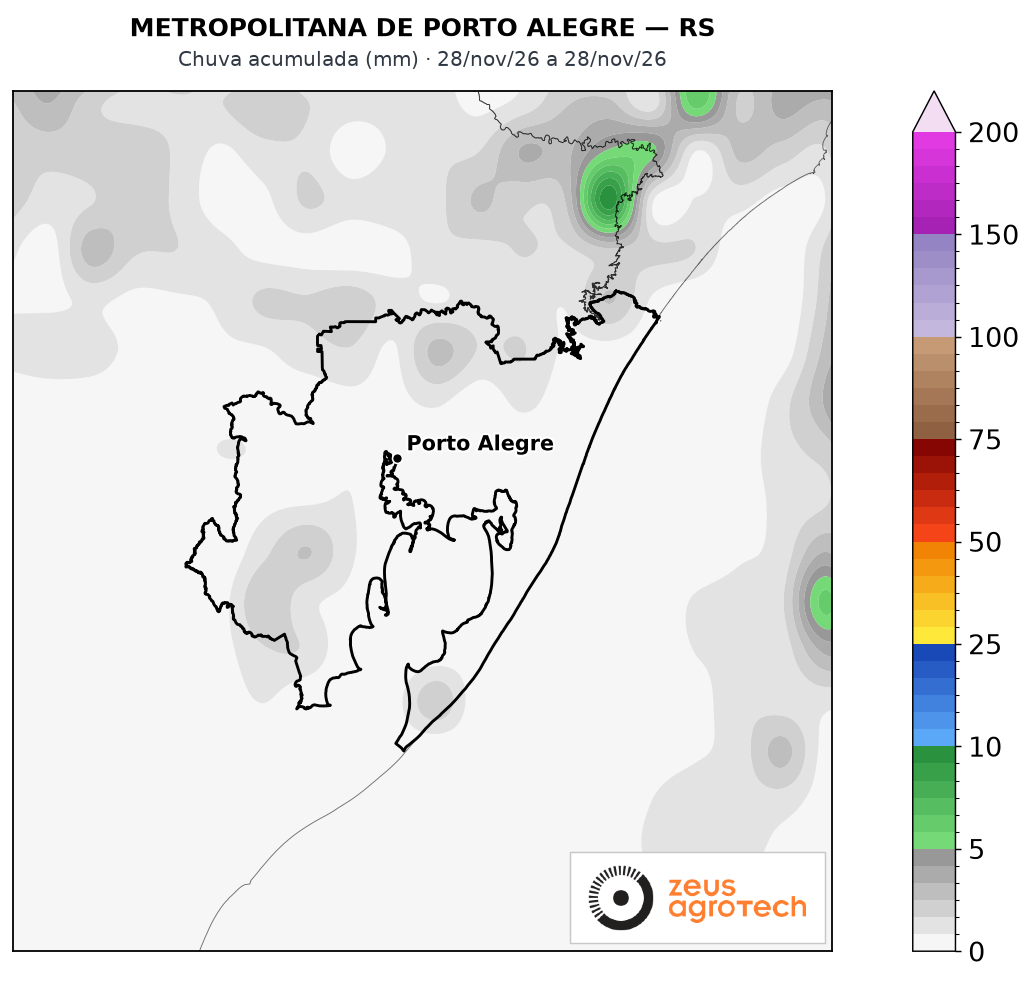 METROPOLITANA DE PORTO ALEGRE — RS
Chuva acumulada (mm) · 28/nov/26 a 28/nov/26
Porto Alegre
200
150
100
75
50
25
10
5
0
zeus
agrotech